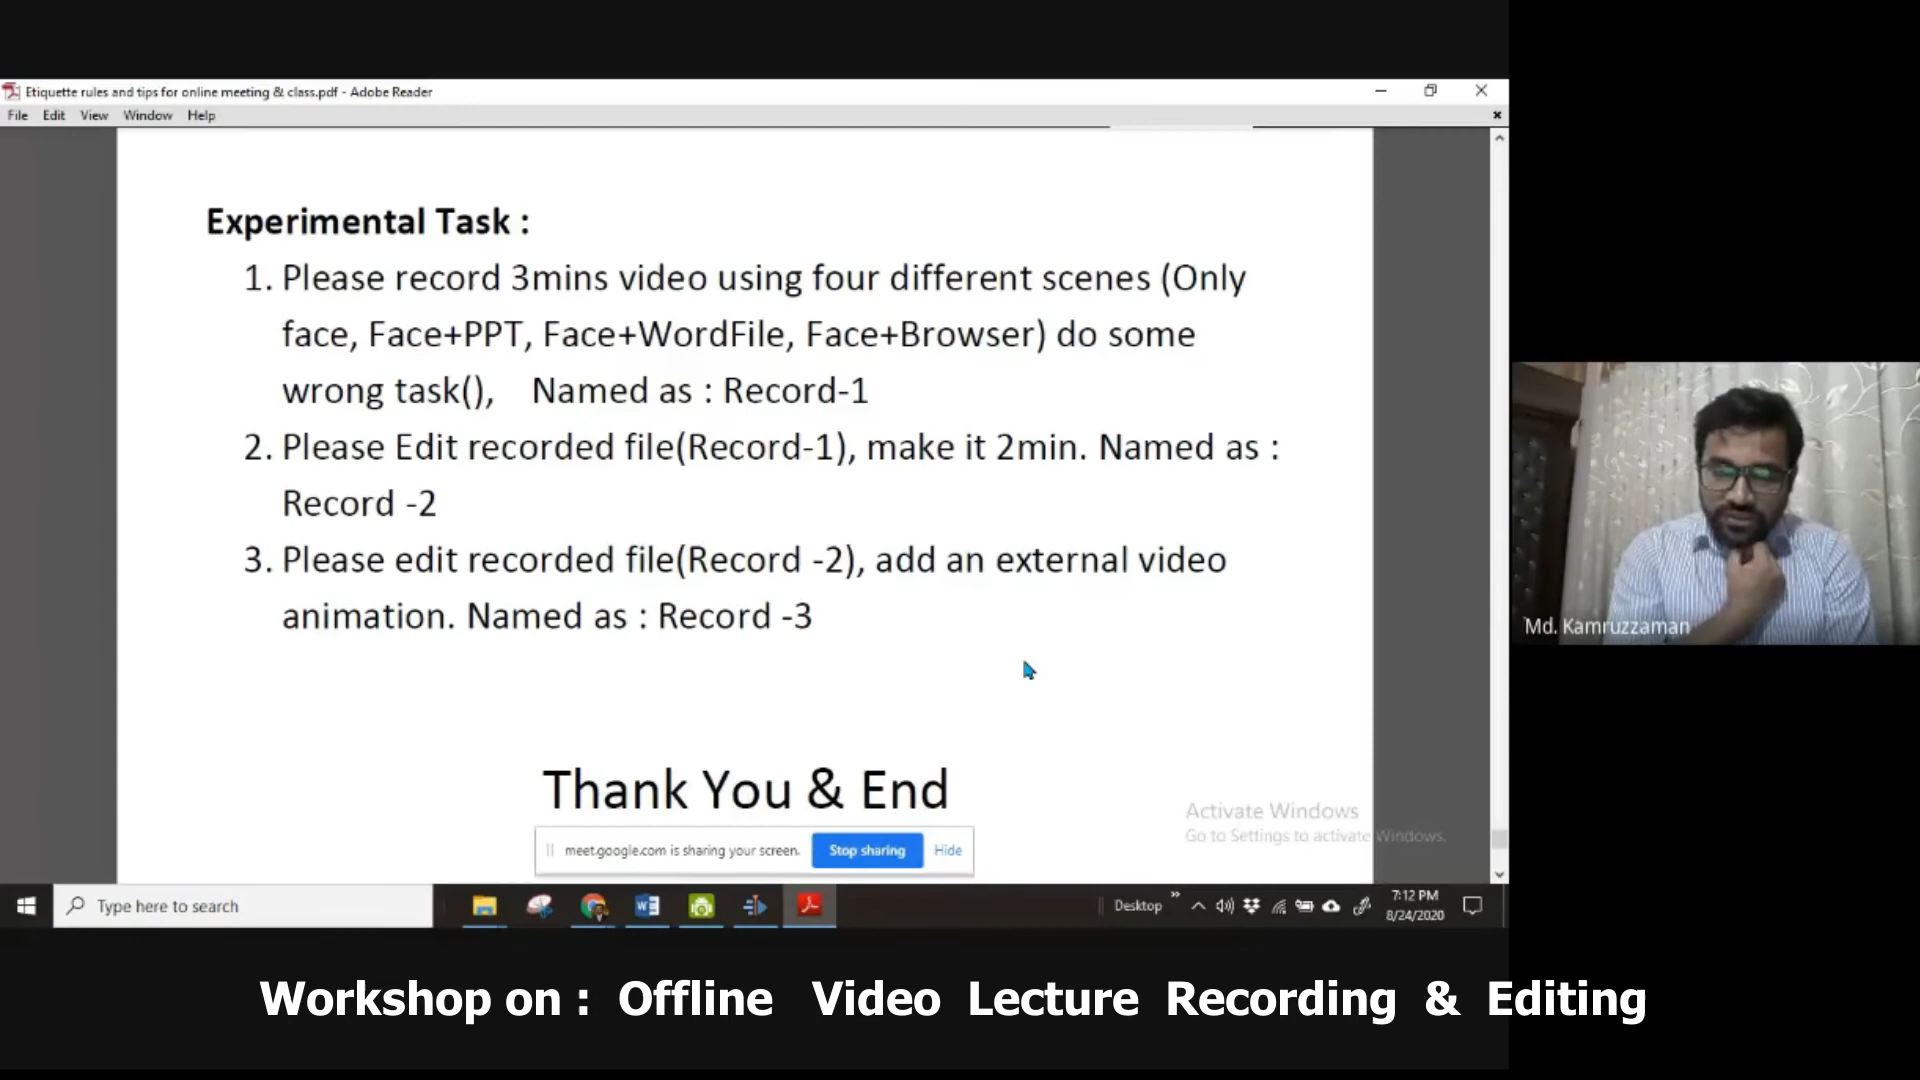 Etiquette rules and tips for online meeting & class.pdf - Adobe Reader
File Edit View Window Help
Experimental Task :
1. Please record 3mins video using four different scenes (Only
face, Face+PPT, Face+WordFile, Face+Browser) do some
wrong task(), Named as : Record-1
2. Please Edit recorded file(Record-1), make it 2min. Named as :
Record -2
3. Please edit recorded file(Record -2), add an external video
animation. Named as : Record -3
Md. Kamruzzaman
Thank You & End
Activate Windows
Go to Settings to activate Windows.
meet.google.com is sharing your screen. Stop sharing Hide
Type here to search
Desktop
7:12 PM
8/24/2020
Workshop on : Offline Video Lecture Recording & Editing